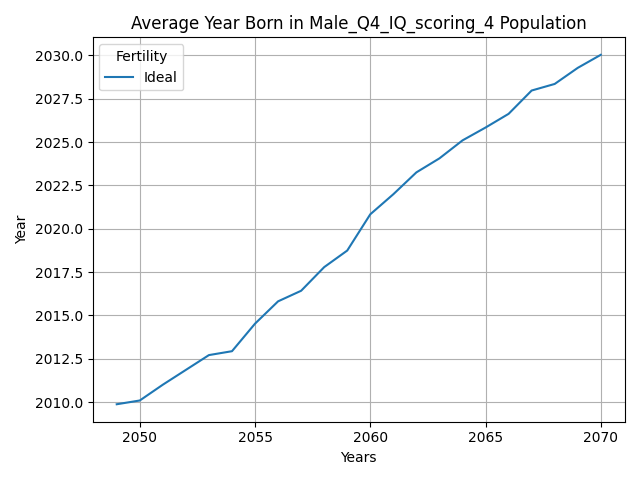 Average Year Born in Male_Q4_IQ_scoring_4 Population
Fertility
Ideal
Year
2030.0
2027.5
2025.0
2022.5
2020.0
2017.5
2015.0
2012.5
2010.0
2050 2055 2060 2065 2070
Years